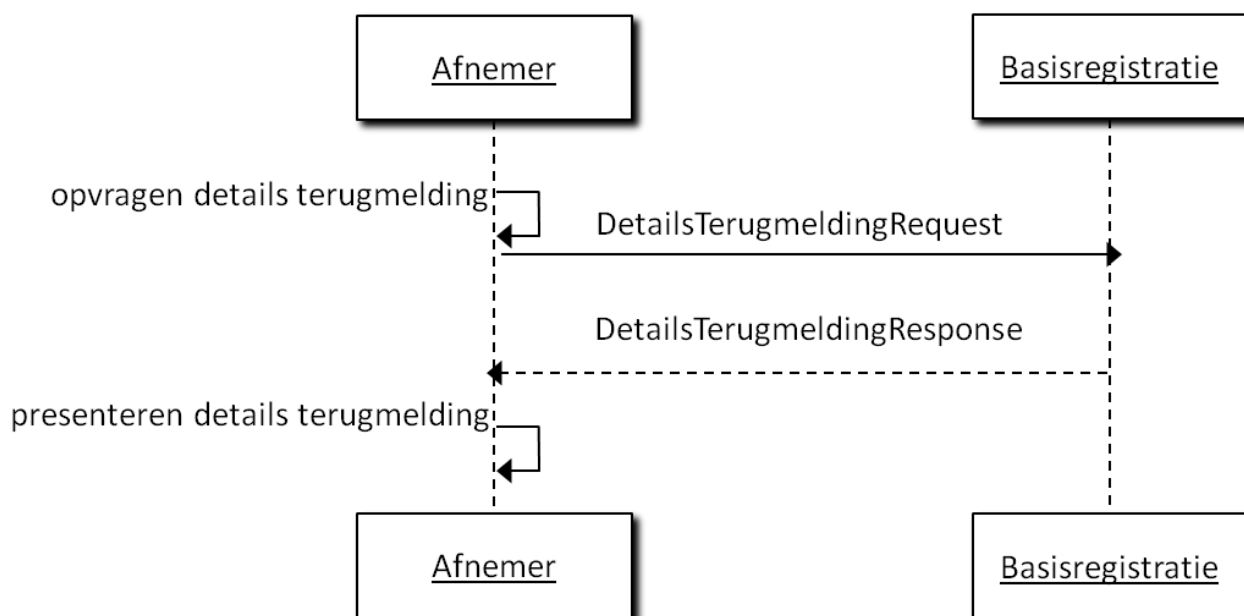 Afnemer
Basisregistratie
opvragen details terugmelding
DetailsTerugmeldingRequest
DetailsTerugmeldingResponse
presenteren details terugmelding
Afnemer
Basisregistratie